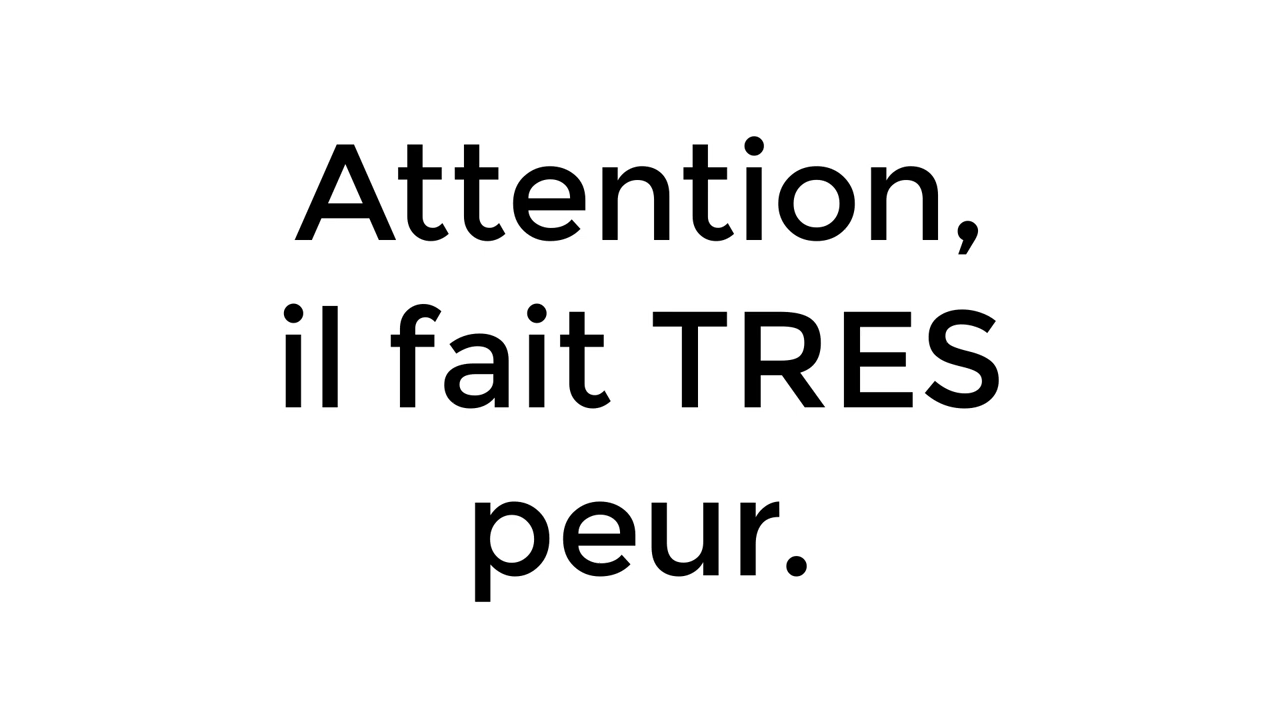 Attention,
il fait TRES
peur.